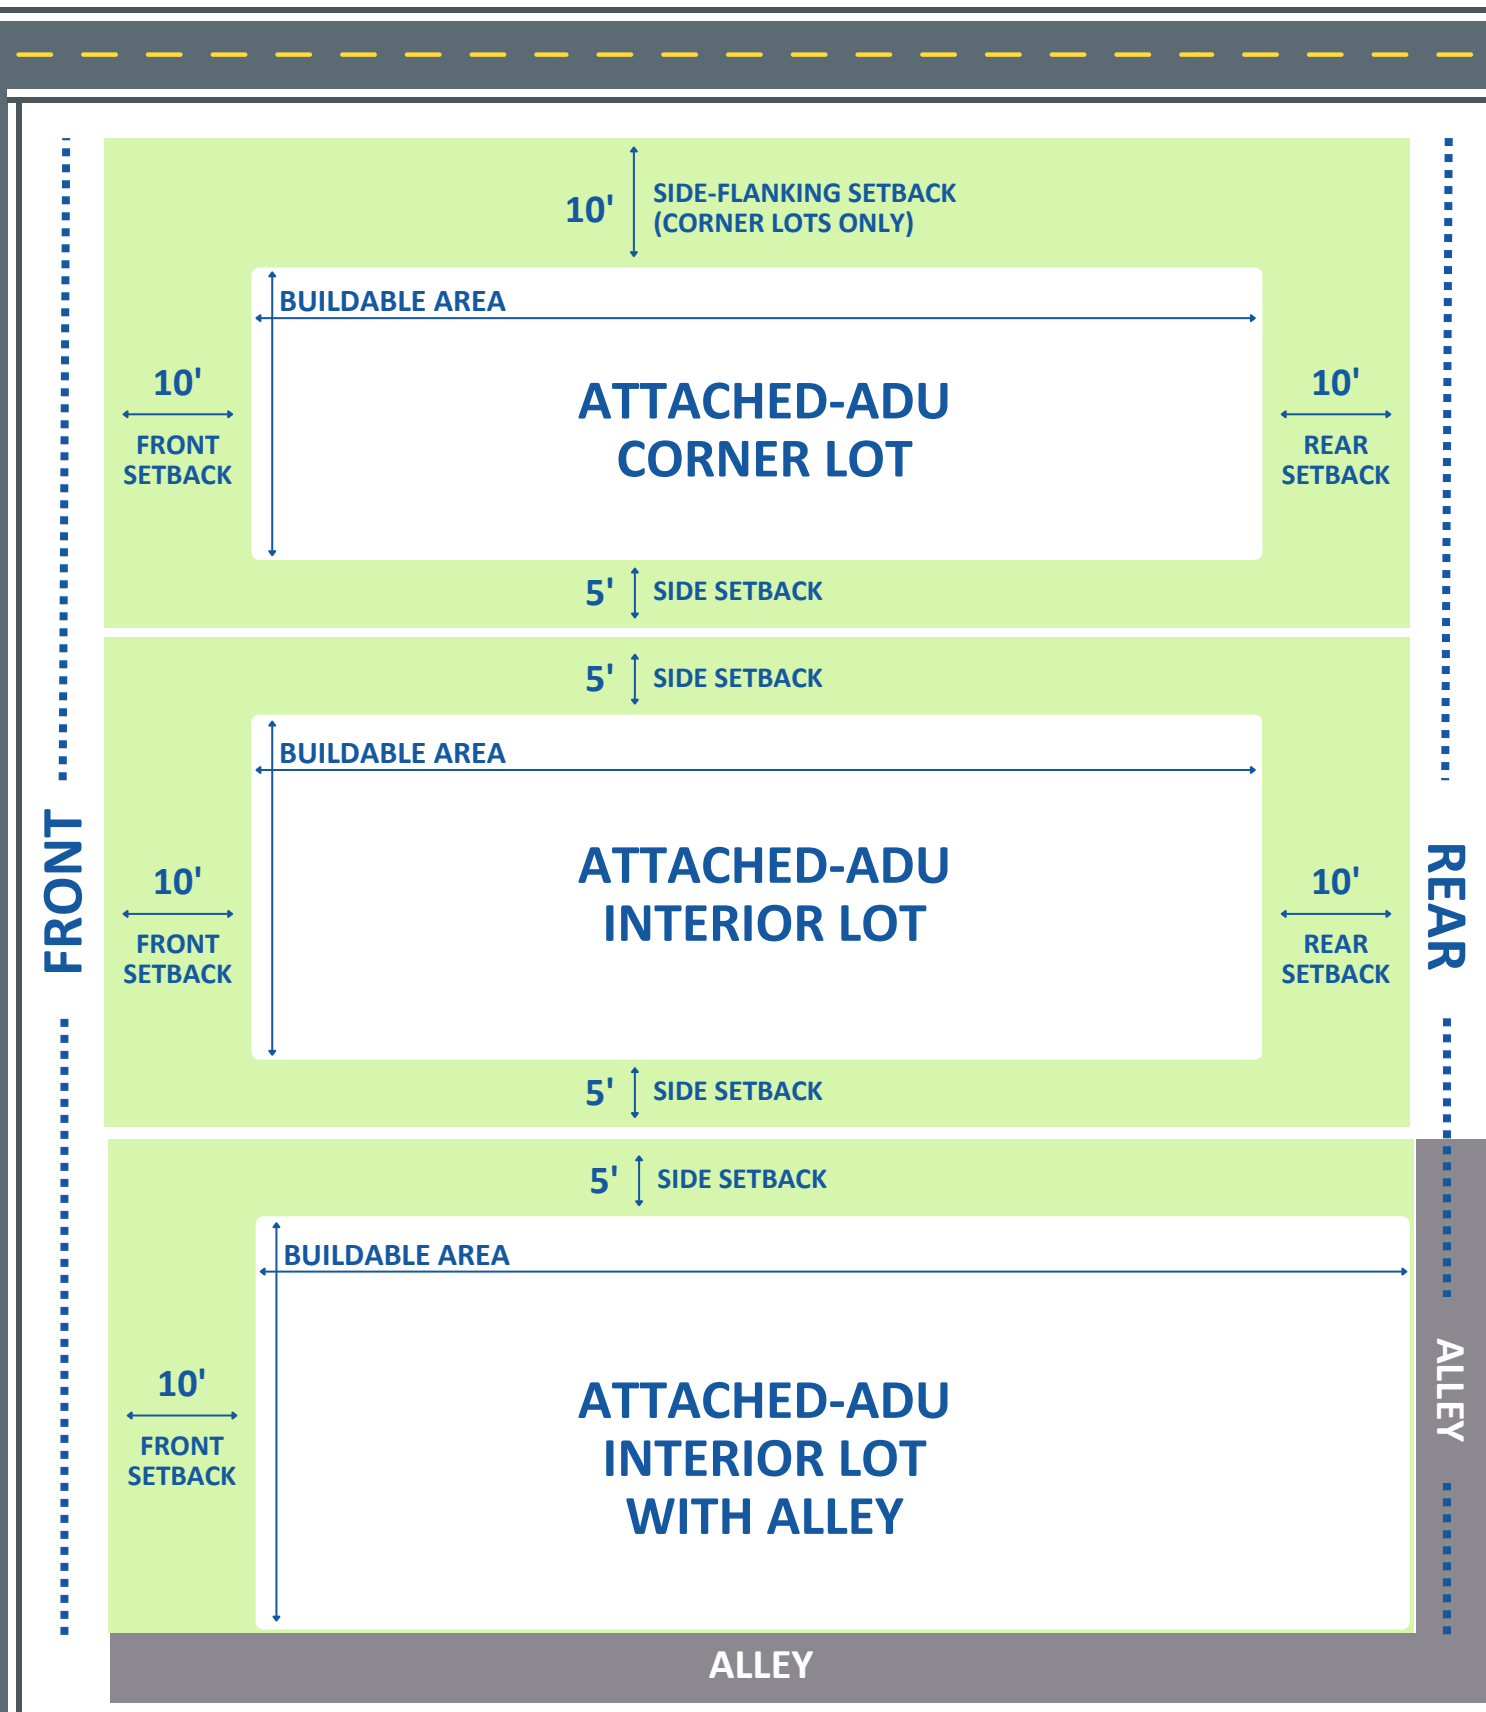 10'
SIDE-FLANKING SETBACK
(CORNER LOTS ONLY)
BUILDABLE AREA
10'
FRONT
SETBACK
ATTACHED-ADU
CORNER LOT
10'
REAR
SETBACK
5'
SIDE SETBACK
5'
SIDE SETBACK
BUILDABLE AREA
FRONT
10'
FRONT
SETBACK
ATTACHED-ADU
INTERIOR LOT
10'
REAR
SETBACK
REAR
5'
SIDE SETBACK
5'
SIDE SETBACK
BUILDABLE AREA
10'
FRONT
SETBACK
ATTACHED-ADU
INTERIOR LOT
WITH ALLEY
ALLEY
ALLEY